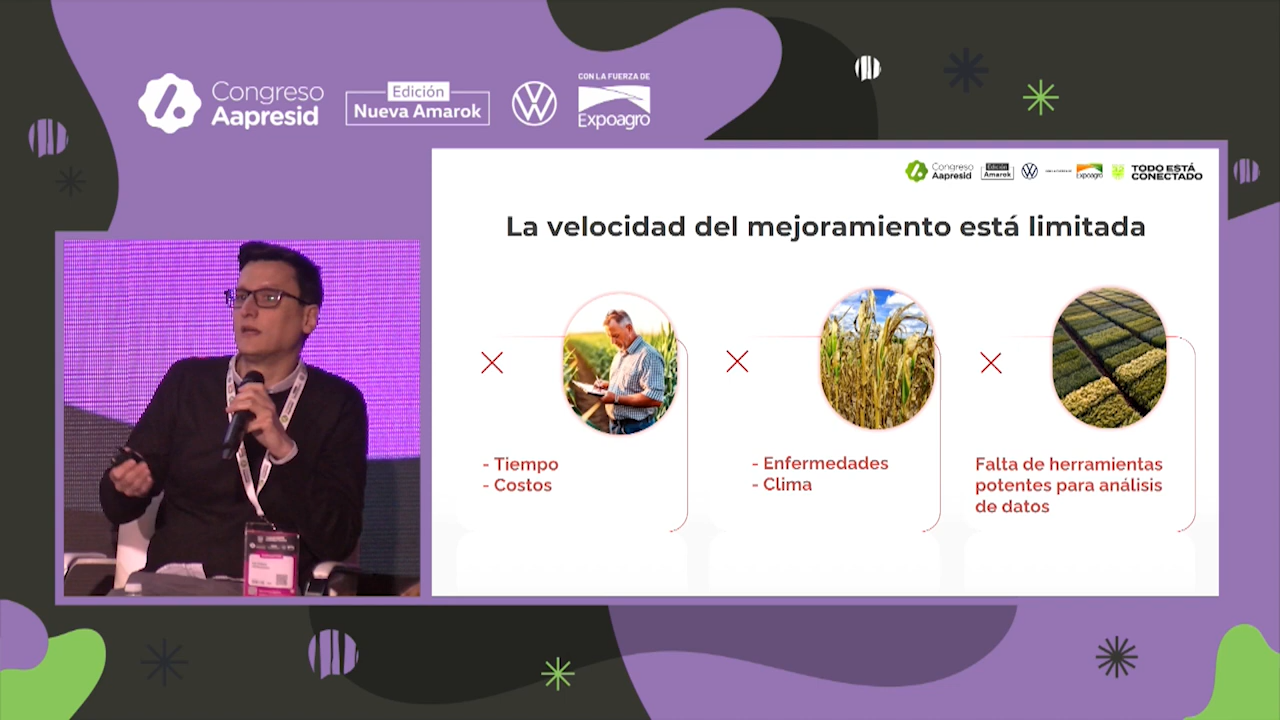 Congreso
Aapresid
Edición
Nueva Amarok
CON LA FUERZA DE
Expoagro
Congreso
Aapresid
Edición
Amarok
Expoagro
TODO ESTÁ
CONECTADO
La velocidad del mejoramiento está limitada
- Tiempo
- Costos
- Enfermedades
- Clima
Falta de herramientas
potentes para análisis
de datos